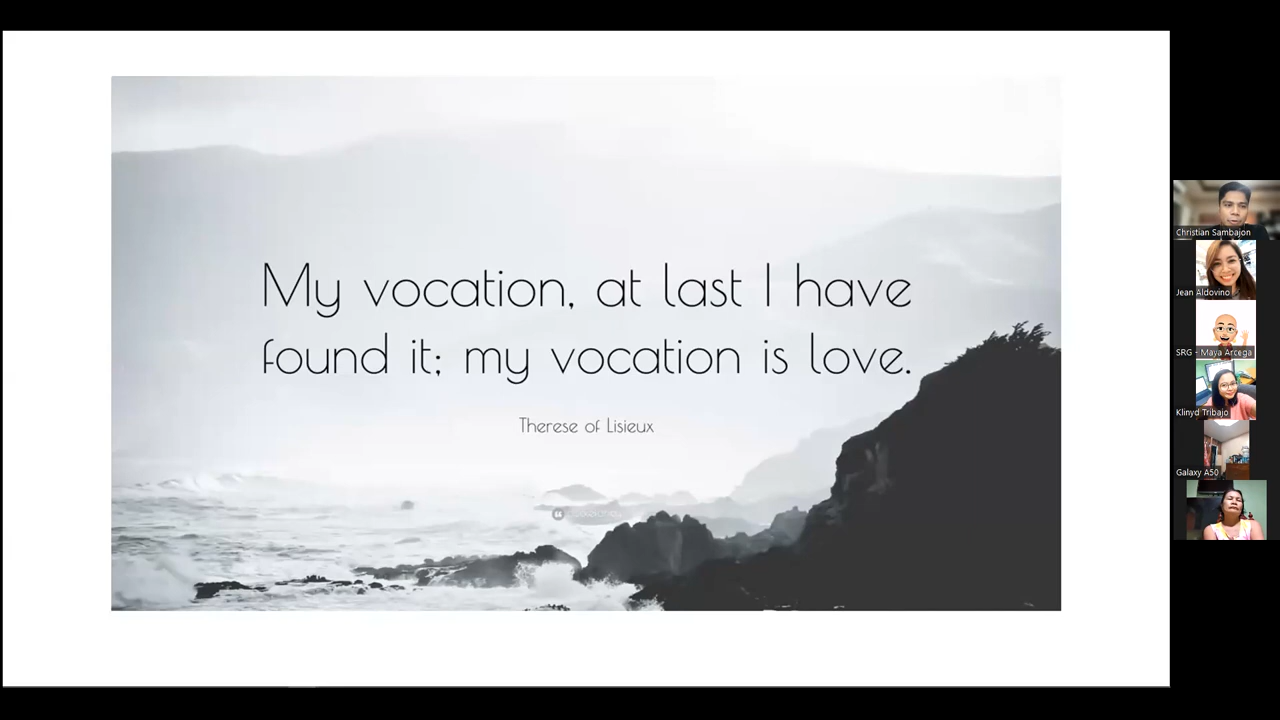 My vocation, at last I have
found it; my vocation is love.
Therese of Lisieux
Christian Sambajon
Jean Aldovino
SRG - Maya Arcega
Klinyd Tribajo
Galaxy A50